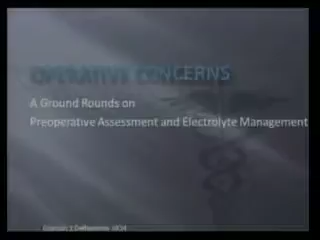 OPERATIVE CONCERNS
A Ground Rounds on
Preoperative Assessment and Electrolyte Management